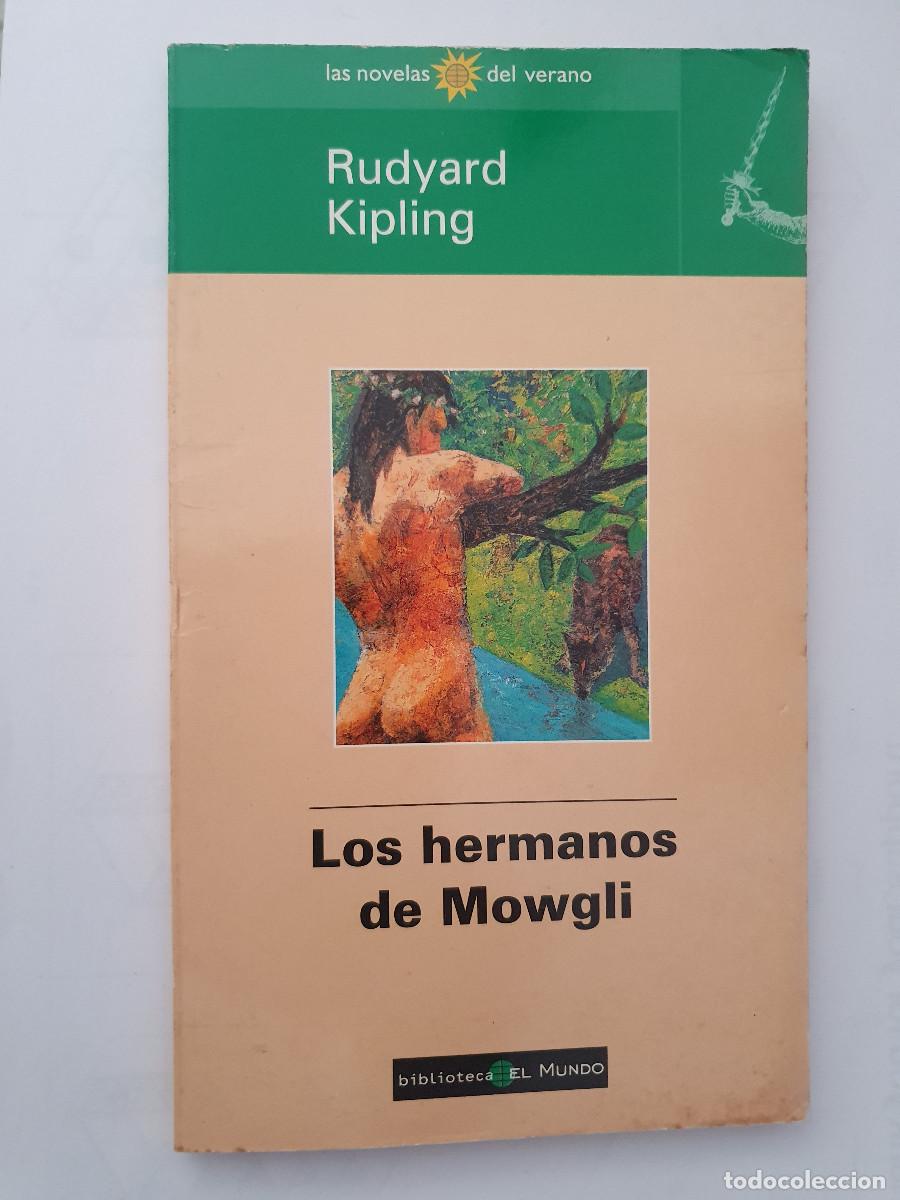 las novelas del verano
Rudyard
Kipling
Los hermanos
de Mowgli
biblioteca EL MUNDO
todocoleccion